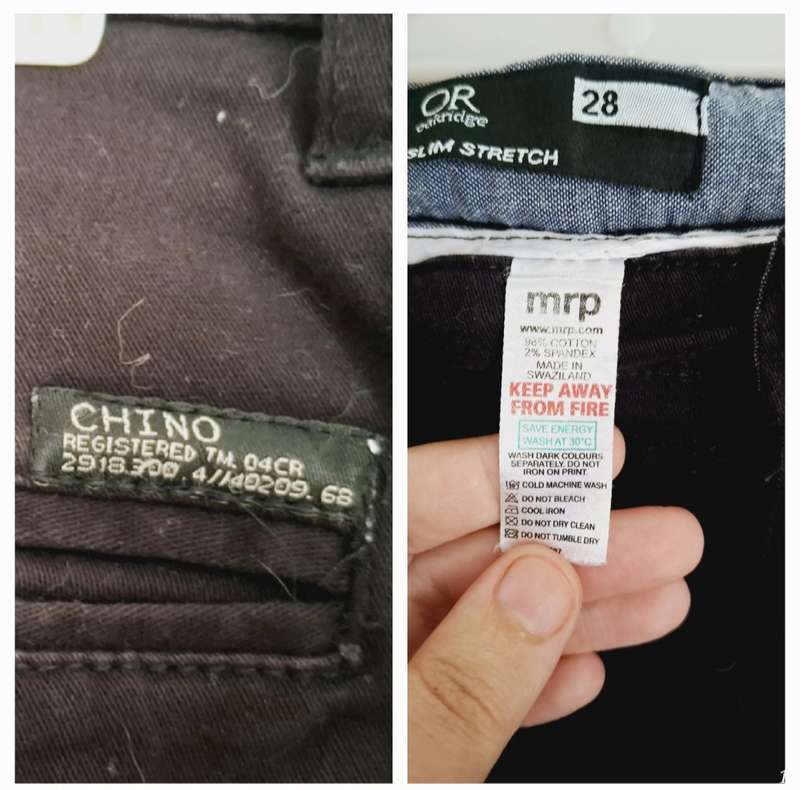 CHINO
REGISTERED TM. 04CR
2918.300.4//40209.68
OR
oakridge
SLIM STRETCH
28
mrp
www.mrp.com
98% COTTON
2% SPANDEX
MADE IN
SWAZILAND
KEEP AWAY
FROM FIRE
SAVE ENERGY
WASH AT 30°C
WASH DARK COLOURS
SEPARATELY. DO NOT
IRON ON PRINT.
COLD MACHINE WASH
DO NOT BLEACH
COOL IRON
DO NOT DRY CLEAN
DO NOT TUMBLE DRY